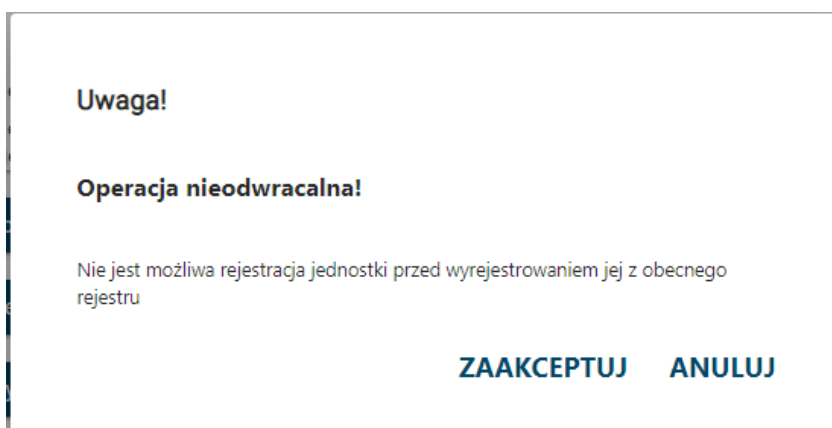 Uwaga!
Operacja nieodwracalna!
Nie jest możliwa rejestracja jednostki przed wyrejestrowaniem jej z obecnego
rejestru
ZAAKCEPTUJ ANULUJ